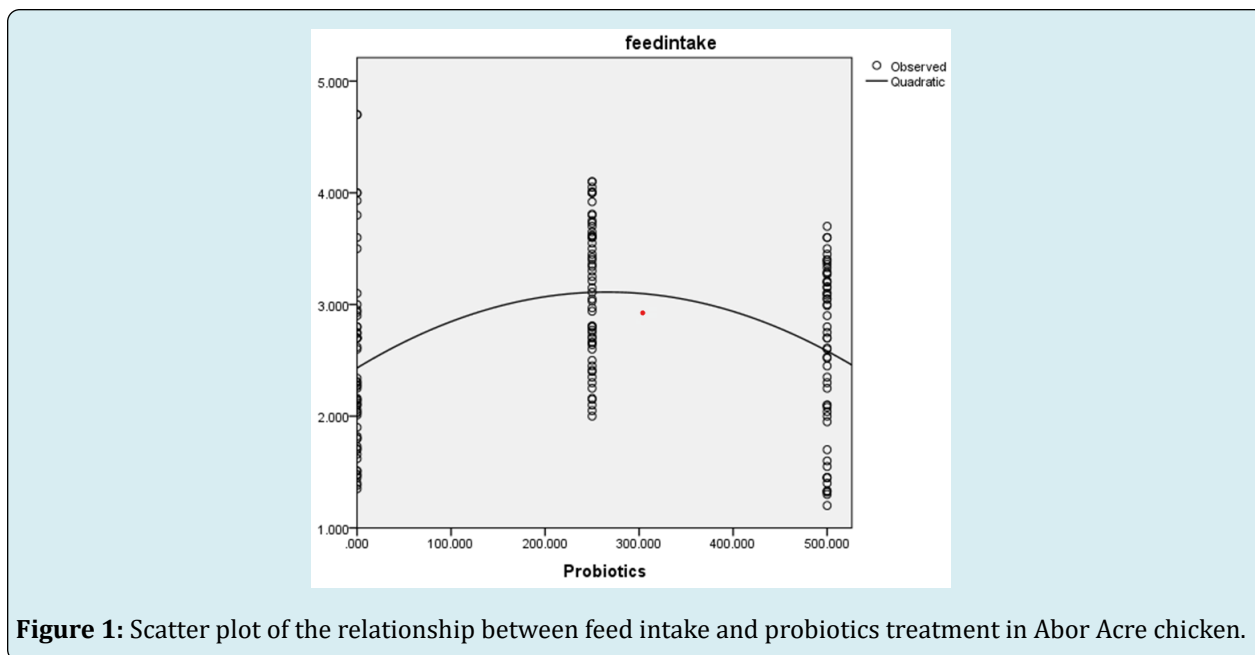 feedintake
Observed
Quadratic
5.000
4.000
3.000
2.000
1.000
.000 100.000 200.000 300.000 400.000 500.000
Probiotics
Figure 1: Scatter plot of the relationship between feed intake and probiotics treatment in Abor Acre chicken.